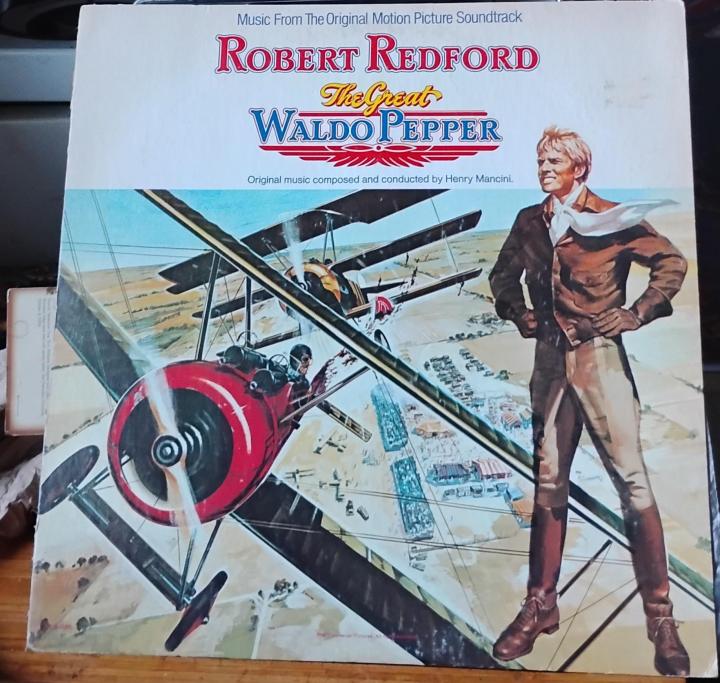 Music From The Original Motion Picture Soundtrack
ROBERT REDFORD
The Great
WALDO PEPPER
Original music composed and conducted by Henry Mancini.